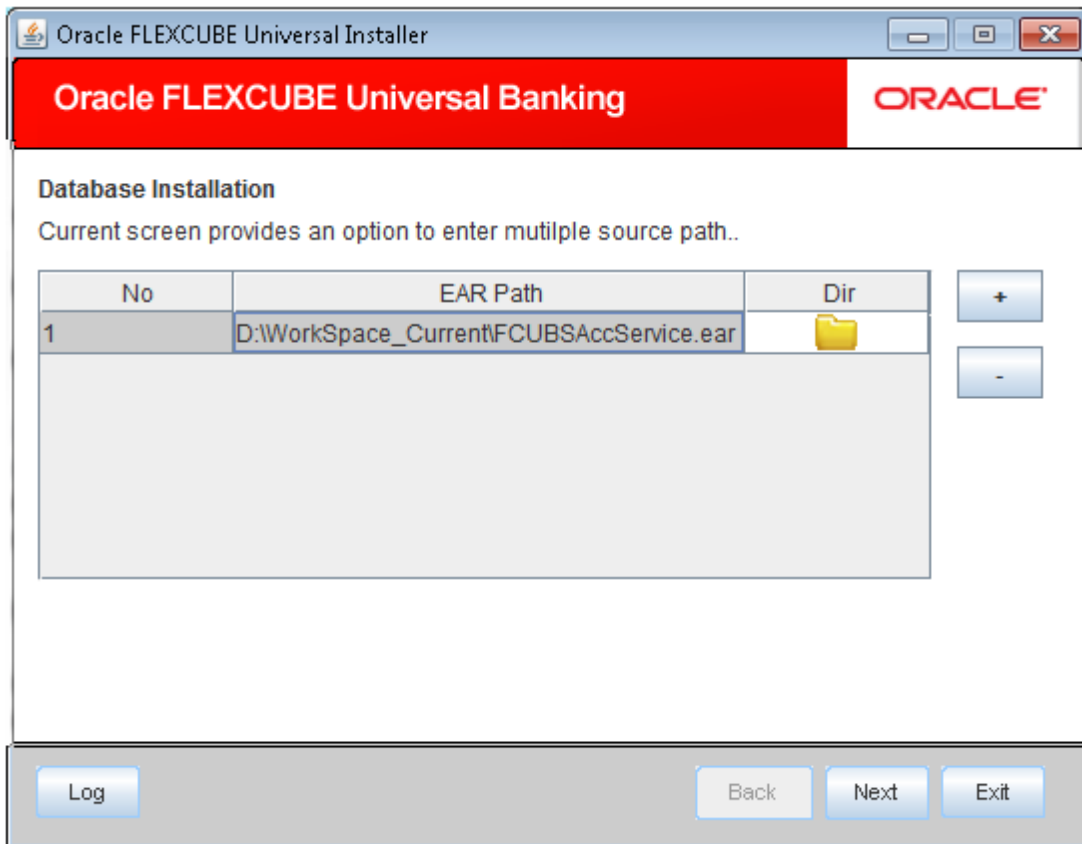 Oracle FLEXCUBE Universal Installer
Oracle FLEXCUBE Universal Banking
ORACLE®
Database Installation
Current screen provides an option to enter mutilple source path..
No EAR Path Dir
+
1 D:\WorkSpace_Current\FCUBSAccService.ear
-
Log Back Next Exit